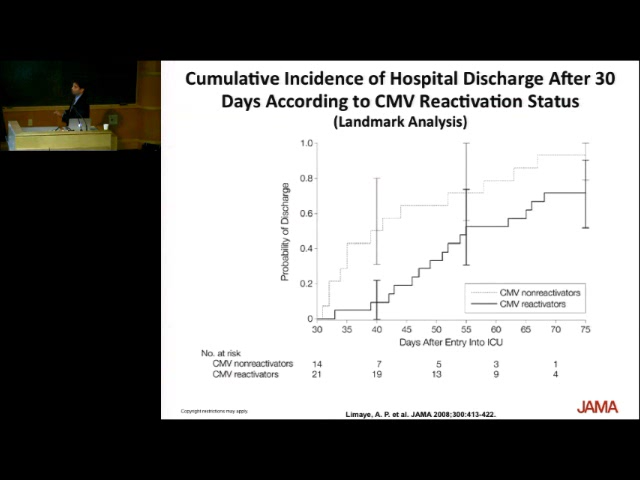 Cumulative Incidence of Hospital Discharge After 30
Days According to CMV Reactivation Status
(Landmark Analysis)
Probability of Discharge
1.0
0.8
0.6
0.4
0.2
0
30 35 40 45 50 55 60 65 70 75
Days After Entry Into ICU
CMV nonreactivators
CMV reactivators
No. at risk
CMV nonreactivators 14 7 5 3 1
CMV reactivators 21 19 13 9 4
Copyright restrictions may apply.
Limaye, A. P. et al. JAMA 2008;300:413-422.
JAMA